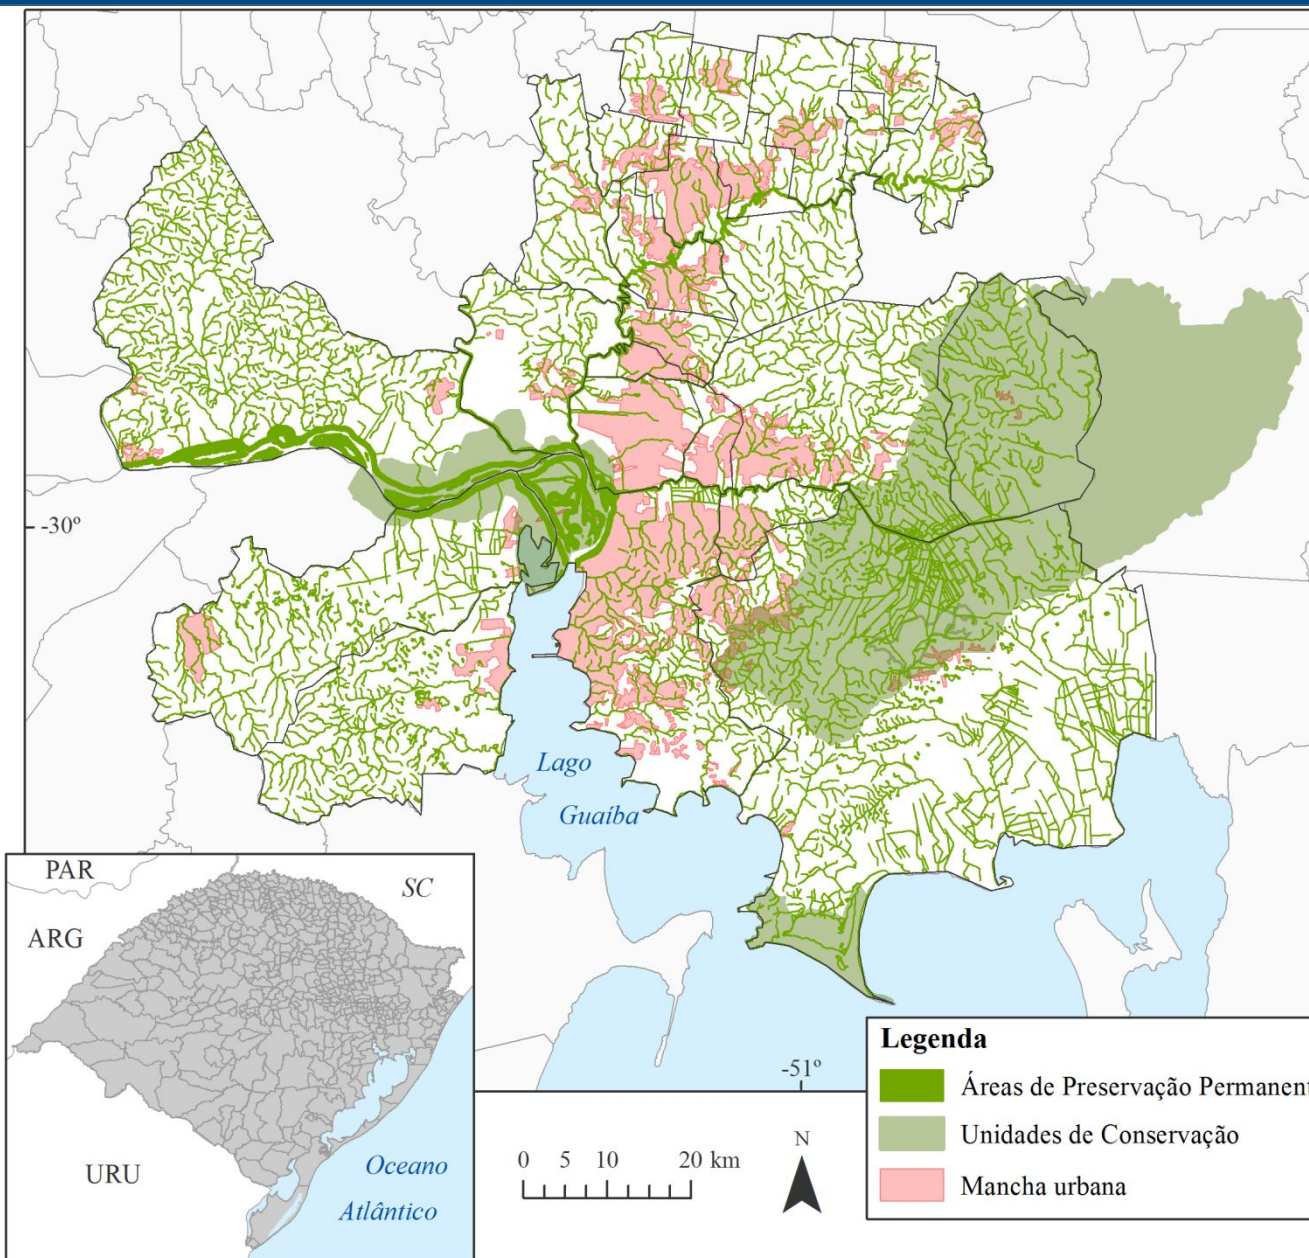 -30º
Lago
Guaíba
PAR
SC
ARG
URU
Oceano
Atlântico
-51º
0 5 10 20 km
N
Legenda
Áreas de Preservação Permanent
Unidades de Conservação
Mancha urbana